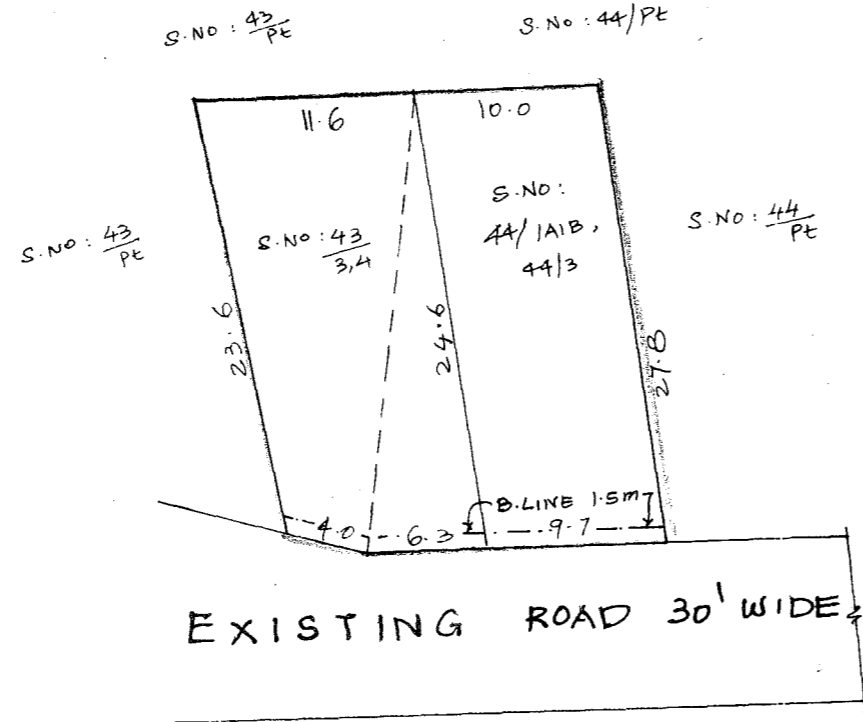 S.NO : 43/Pt
S.NO : 44/Pt
11.6
10.0
S.NO : 43/Pt
S.NO : 43/3,4
S.NO :
44/1A1B,
44/3
S.NO : 44/Pt
23.6
24.6
27.8
B.LINE 1.5m
4.0
6.3
9.7
EXISTING ROAD 30' WIDE